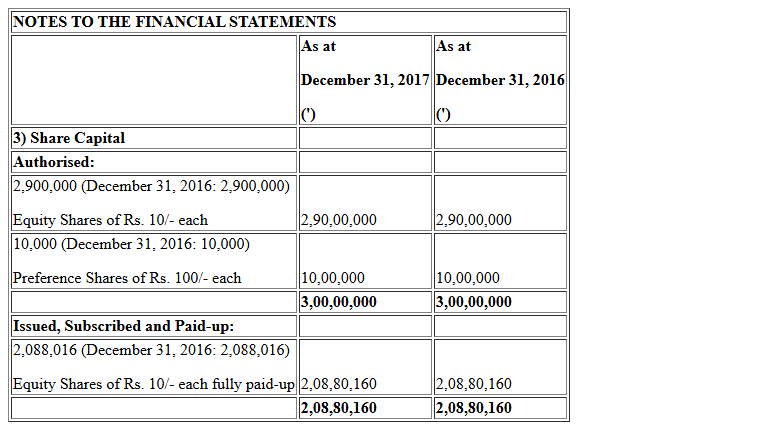 NOTES TO THE FINANCIAL STATEMENTS
As at As at
December 31, 2017 December 31, 2016
(') (')
3) Share Capital
Authorised:
2,900,000 (December 31, 2016: 2,900,000)
Equity Shares of Rs. 10/- each 2,90,00,000 2,90,00,000
10,000 (December 31, 2016: 10,000)
Preference Shares of Rs. 100/- each 10,00,000 10,00,000
3,00,00,000 3,00,00,000
Issued, Subscribed and Paid-up:
2,088,016 (December 31, 2016: 2,088,016)
Equity Shares of Rs. 10/- each fully paid-up 2,08,80,160 2,08,80,160
2,08,80,160 2,08,80,160